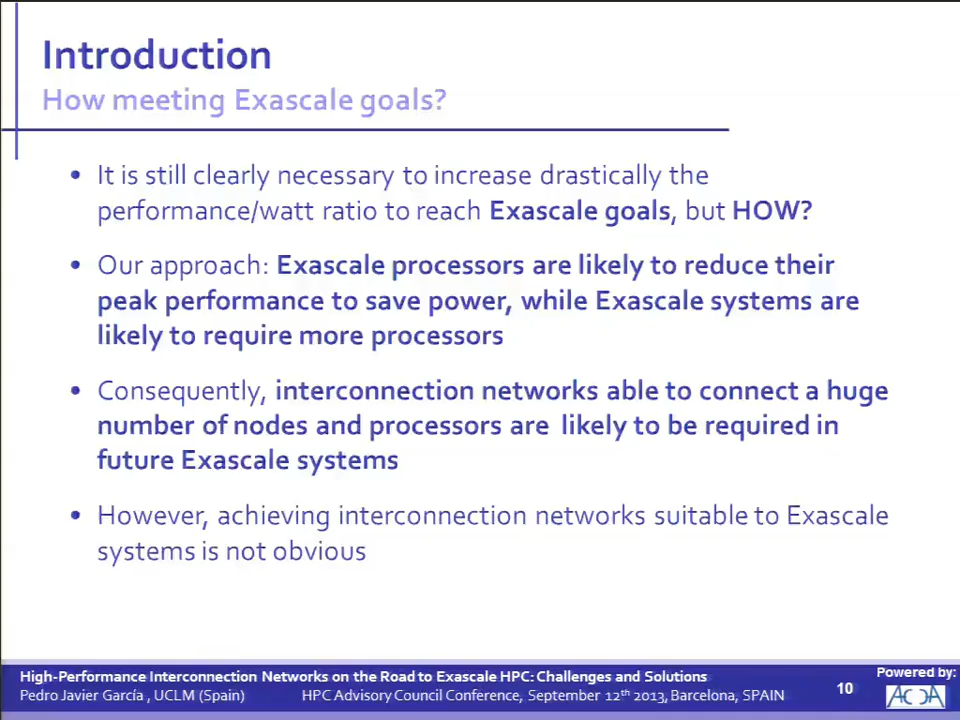 Introduction
How meeting Exascale goals?
• It is still clearly necessary to increase drastically the
performance/watt ratio to reach Exascale goals, but HOW?
• Our approach: Exascale processors are likely to reduce their
peak performance to save power, while Exascale systems are
likely to require more processors
• Consequently, interconnection networks able to connect a huge
number of nodes and processors are likely to be required in
future Exascale systems
• However, achieving interconnection networks suitable to Exascale
systems is not obvious
High-Performance Interconnection Networks on the Road to Exascale HPC: Challenges and Solutions
Pedro Javier García , UCLM (Spain) HPC Advisory Council Conference, September 12th 2013, Barcelona, SPAIN
10
Powered by: